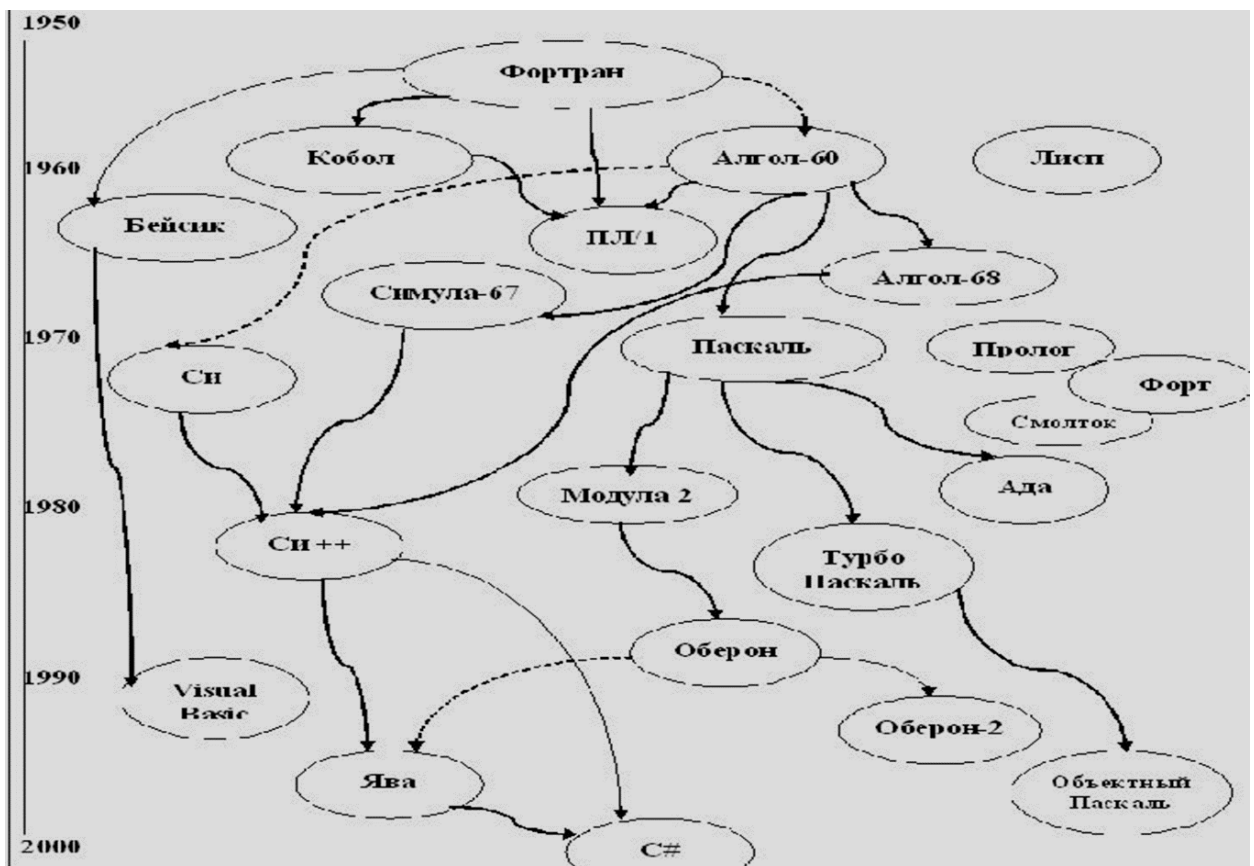 1950
Фортран
Кобол
Алгол-60
Лисп
1960
Бейсик
ПЛ/1
Алгол-68
Симула-67
1970
Паскаль
Пролог
Си
Форт
Смолток
Модула 2
Ада
1980
Си ++
Турбо
Паскаль
Оберон
1990
Visual
Basic
Оберон-2
Ява
Объектный
Паскаль
2000
C#